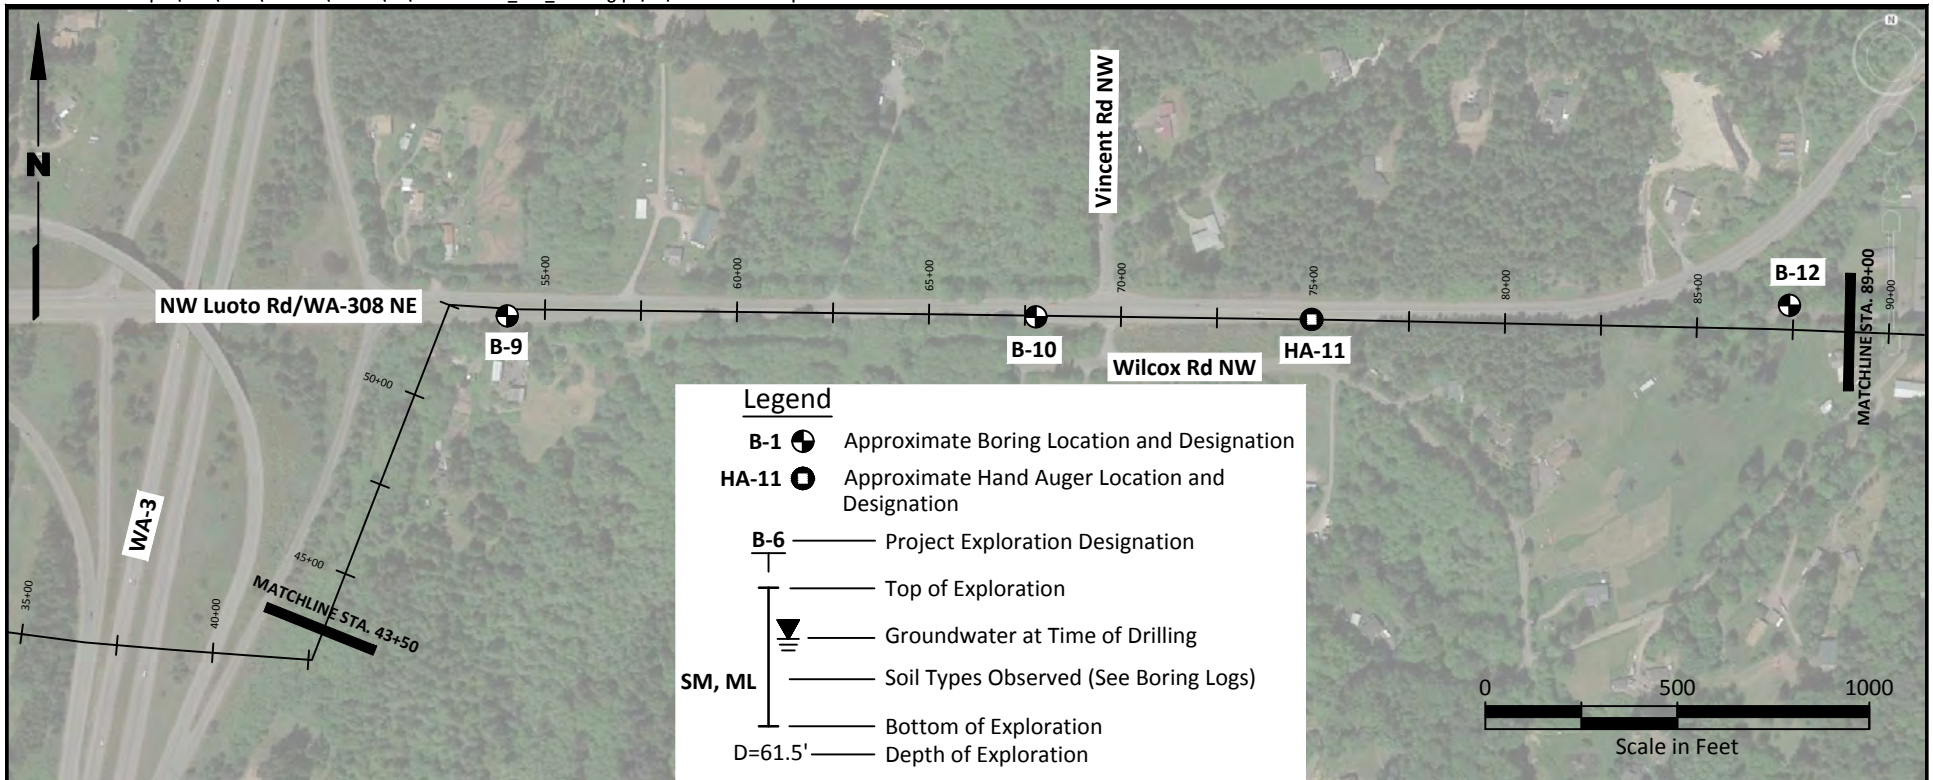 N
N
Vincent Rd NW
NW Luoto Rd/WA-308 NE
55+00
60+00
65+00
70+00
75+00
80+00
85+00
90+00
B-12
MATCHLINE STA. 89+00
B-9
B-10
HA-11
Wilcox Rd NW
50+00
45+00
WA-3
MATCHLINE STA. 43+50
35+00
40+00
Legend
B-1 Approximate Boring Location and Designation
HA-11 Approximate Hand Auger Location and
Designation
B-6 Project Exploration Designation
Top of Exploration
Groundwater at Time of Drilling
SM, ML Soil Types Observed (See Boring Logs)
Bottom of Exploration
D=61.5' Depth of Exploration
0 500 1000
Scale in Feet